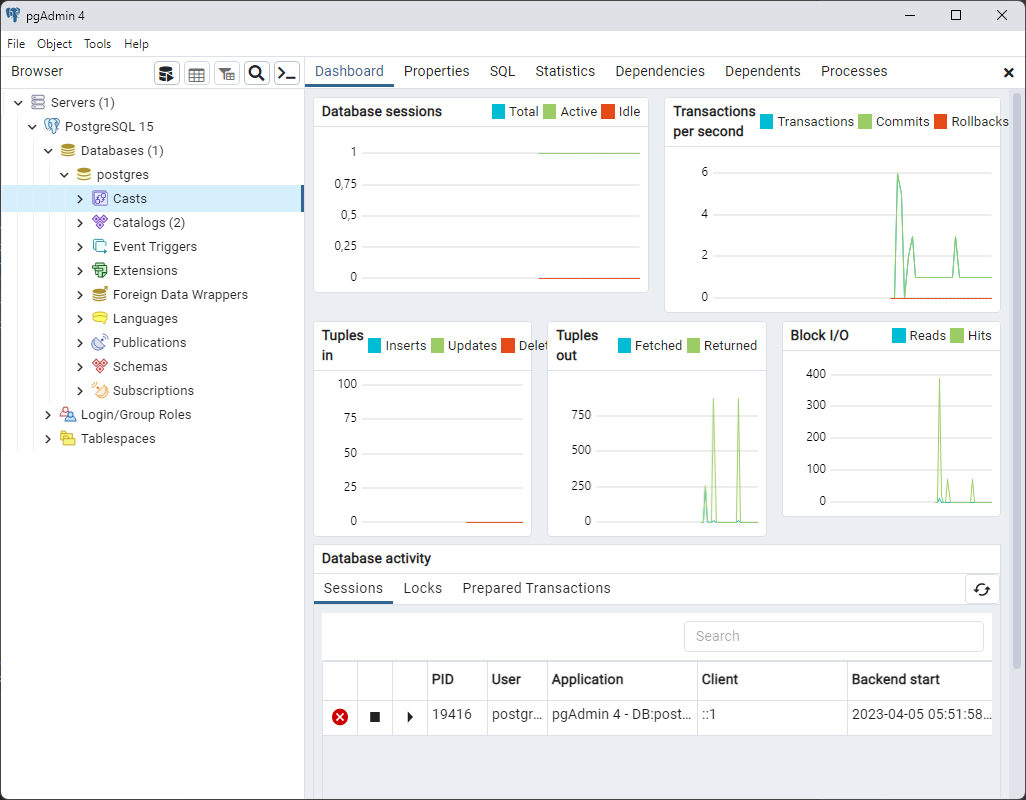 pgAdmin 4
File Object Tools Help
Browser
Dashboard Properties SQL Statistics Dependencies Dependents Processes
Servers (1)
PostgreSQL 15
Databases (1)
postgres
Casts
Catalogs (2)
Event Triggers
Extensions
Foreign Data Wrappers
Languages
Publications
Schemas
Subscriptions
Login/Group Roles
Tablespaces
Database sessions Total Active Idle
1
0,75
0,5
0,25
0
Transactions
per second
Transactions Commits Rollbacks
6
4
2
0
Tuples
in
Inserts Updates Delet
100
75
50
25
0
Tuples
out
Fetched Returned
750
500
250
0
Block I/O Reads Hits
400
300
200
100
0
Database activity
Sessions Locks Prepared Transactions
Search
PID User Application Client Backend start
19416 postgr... pgAdmin 4 - DB:post... ::1 2023-04-05 05:51:58...